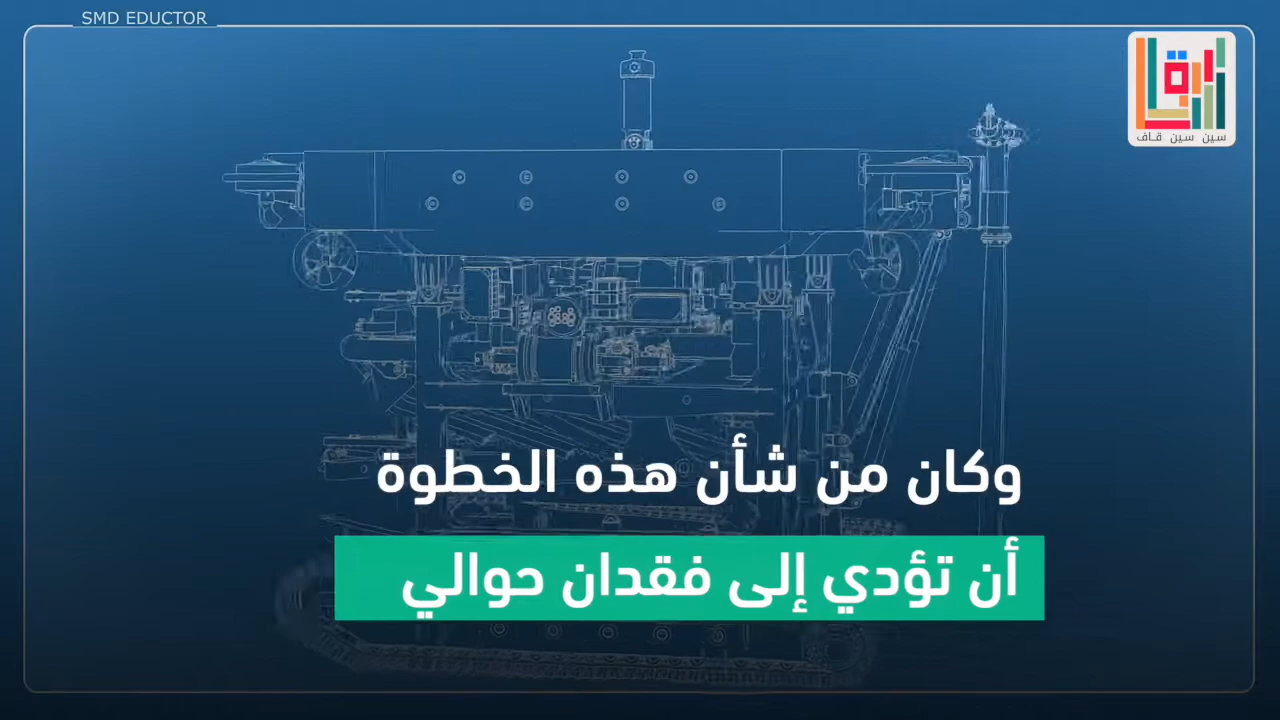 SMD EDUCTOR
سين سين قاف
وكان من شأن هذه الخطوة
أن تؤدي إلى فقدان حوالي